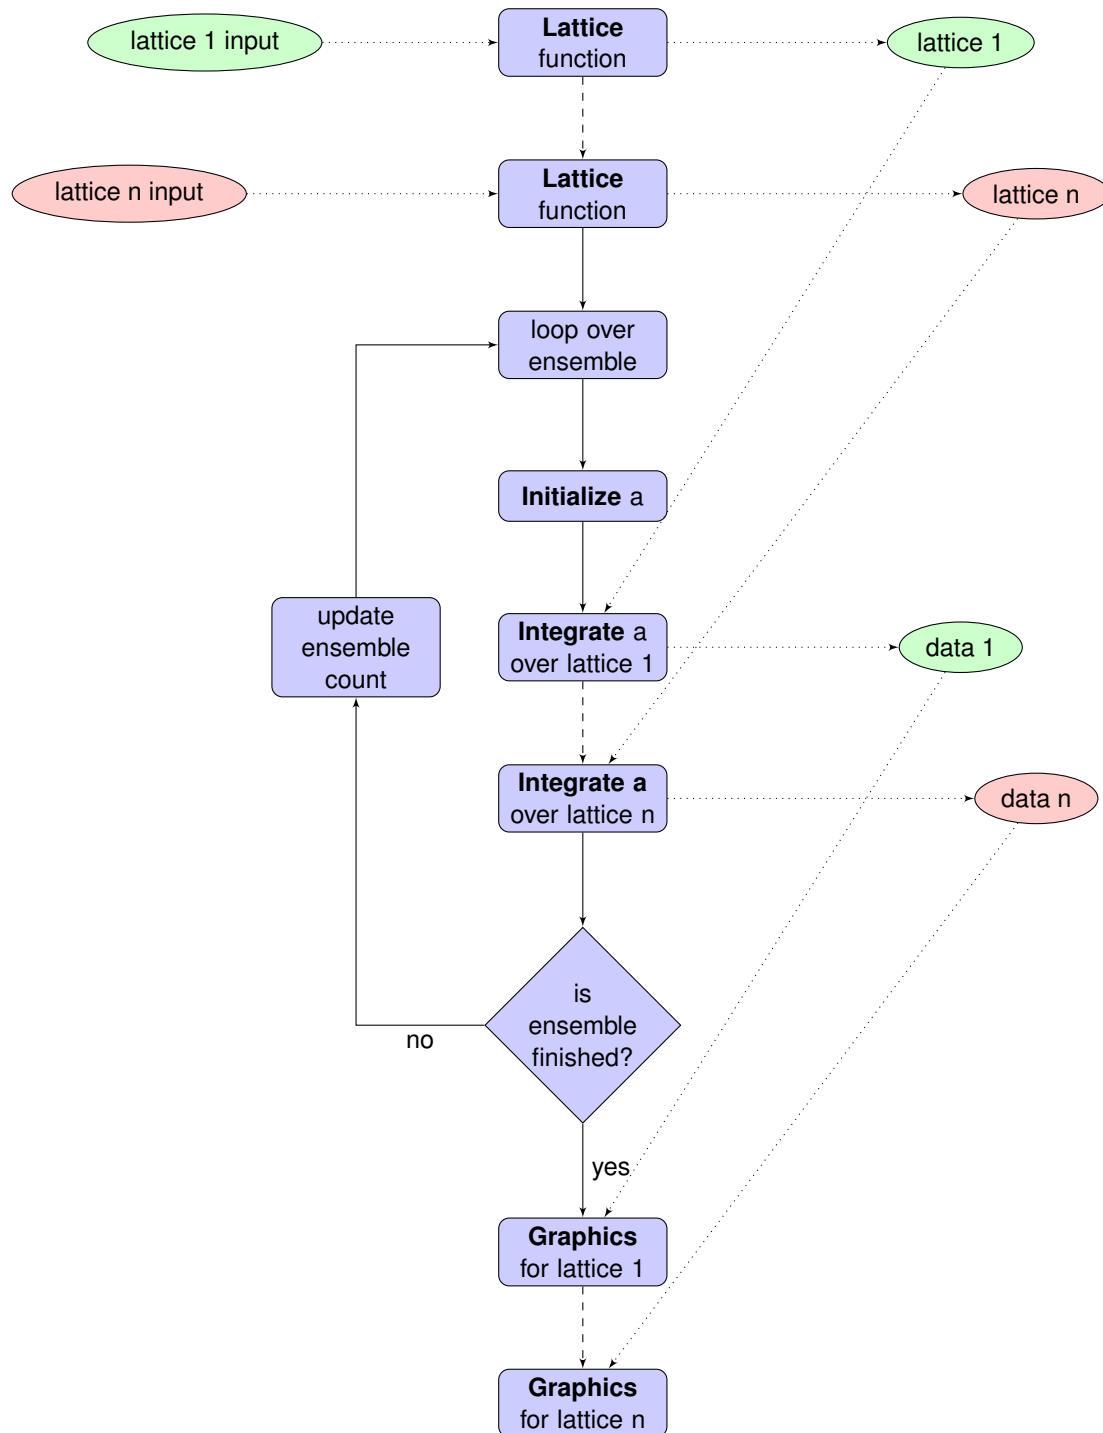 lattice 1 input
Lattice
function
lattice 1
lattice n input
Lattice
function
lattice n
loop over
ensemble
Initialize a
update
ensemble
count
Integrate a
over lattice 1
data 1
Integrate a
over lattice n
data n
is
ensemble
finished?
no
yes
Graphics
for lattice 1
Graphics
for lattice n